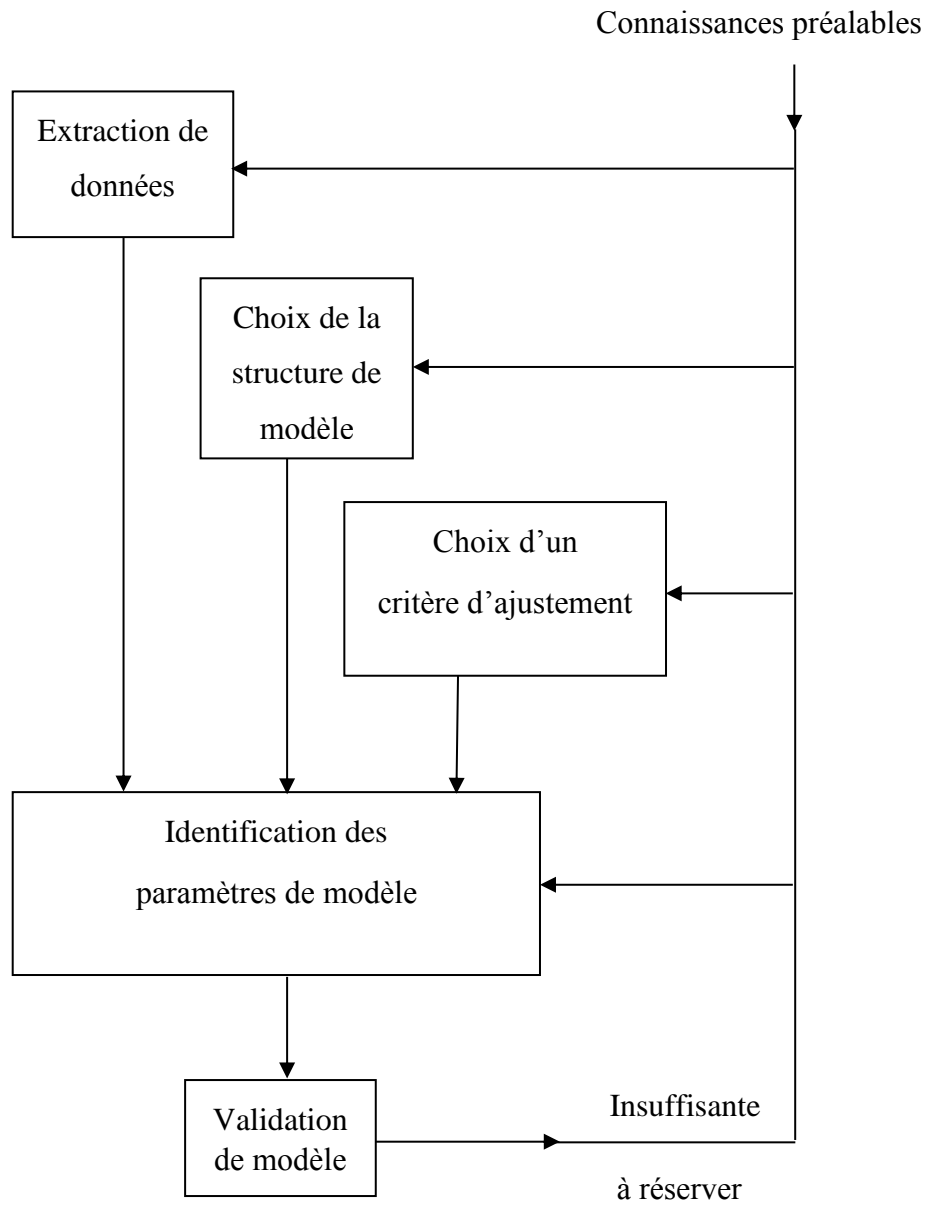 Connaissances préalables
Extraction de
données
Choix de la
structure de
modèle
Choix d’un
critère d’ajustement
Identification des
paramètres de modèle
Validation
de modèle
Insuffisante
à réserver